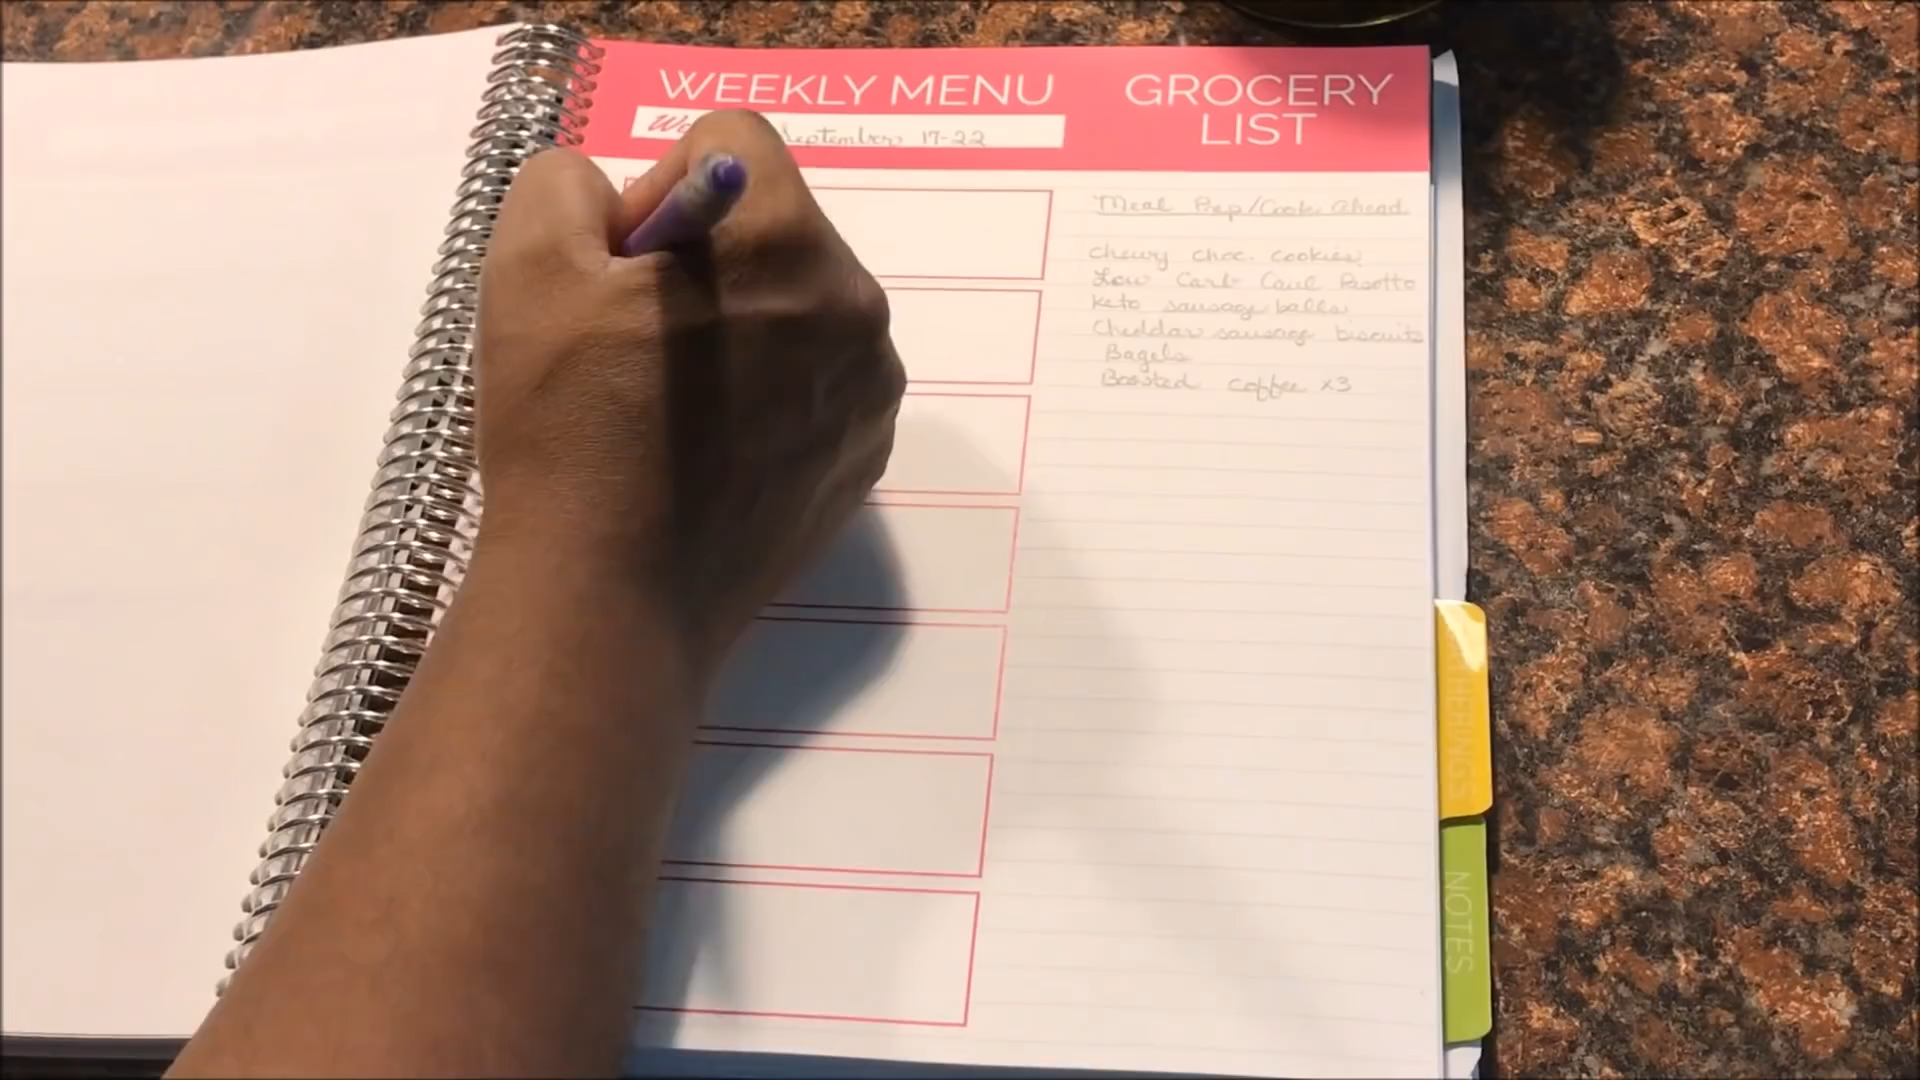 WEEKLY MENU
September 17-22
GROCERY
LIST
Meal Prep/Cook Ahead
Chewy choc. cookies
Low Carb Caul Risotto
keto sausage balls
Cheddar sausage biscuits
Bagels
Boosted coffee x3
NOTES